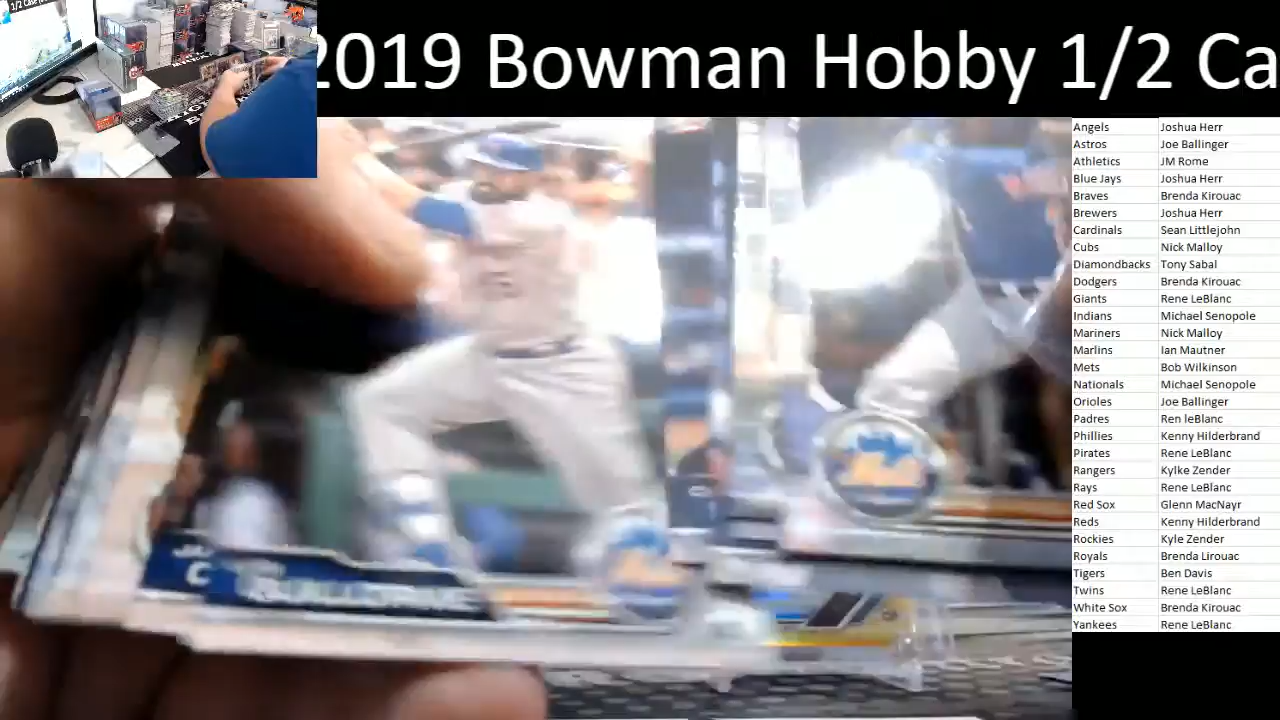 2019 Bowman Hobby 1/2 Ca
Angels Joshua Herr
Astros Joe Ballinger
Athletics JM Rome
Blue Jays Joshua Herr
Braves Brenda Kirouac
Brewers Joshua Herr
Cardinals Sean Littlejohn
Cubs Nick Malloy
Diamondbacks Tony Sabal
Dodgers Brenda Kirouac
Giants Rene LeBlanc
Indians Michael Senopole
Mariners Nick Malloy
Marlins Ian Mautner
Mets Bob Wilkinson
Nationals Michael Senopole
Orioles Joe Ballinger
Padres Ren leBlanc
Phillies Kenny Hilderbrand
Pirates Rene LeBlanc
Rangers Kylke Zender
Rays Rene LeBlanc
Red Sox Glenn MacNayr
Reds Kenny Hilderbrand
Rockies Kyle Zender
Royals Brenda Lirouac
Tigers Ben Davis
Twins Rene LeBlanc
White Sox Brenda Kirouac
Yankees Rene LeBlanc